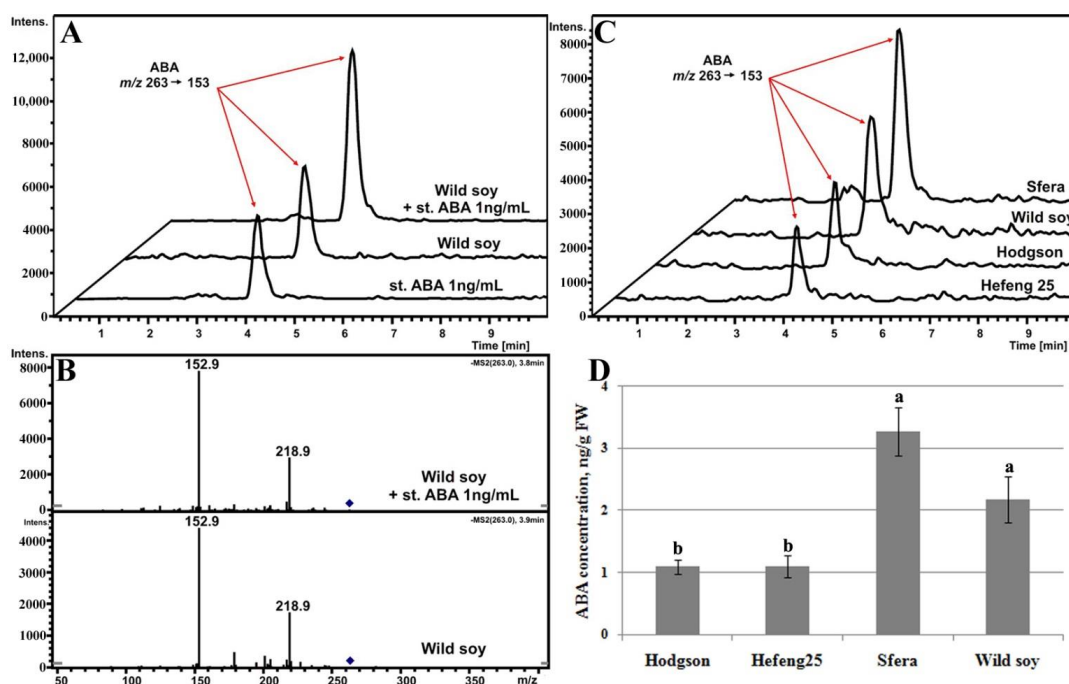 Intens.
A
12,000
10,000
8000
6000
4000
2000
0
ABA
m/z 263 → 153
Wild soy
+ st. ABA 1ng/mL
Wild soy
st. ABA 1ng/mL
1 2 3 4 5 6 7 8 9
Time [min]
Intens.
C
8000
7000
6000
5000
4000
3000
2000
1000
0
ABA
m/z 263 → 153
Sfera
Wild soy
Hodgson
Hefeng 25
1 2 3 4 5 6 7 8 9
Time [min]
Intens.
B
8000
6000
4000
2000
0
152.9
218.9
-MS2(263.0), 3.8min
Wild soy
+ st. ABA 1ng/mL
Intens.
4000
3000
2000
1000
0
152.9
218.9
-MS2(263.0), 3.9min
Wild soy
50 100 150 200 250 300 350 m/z
D
ABA concentration, ng/g FW
4
3
2
1
0
b
b
a
a
Hodgson Hefeng25 Sfera Wild soy